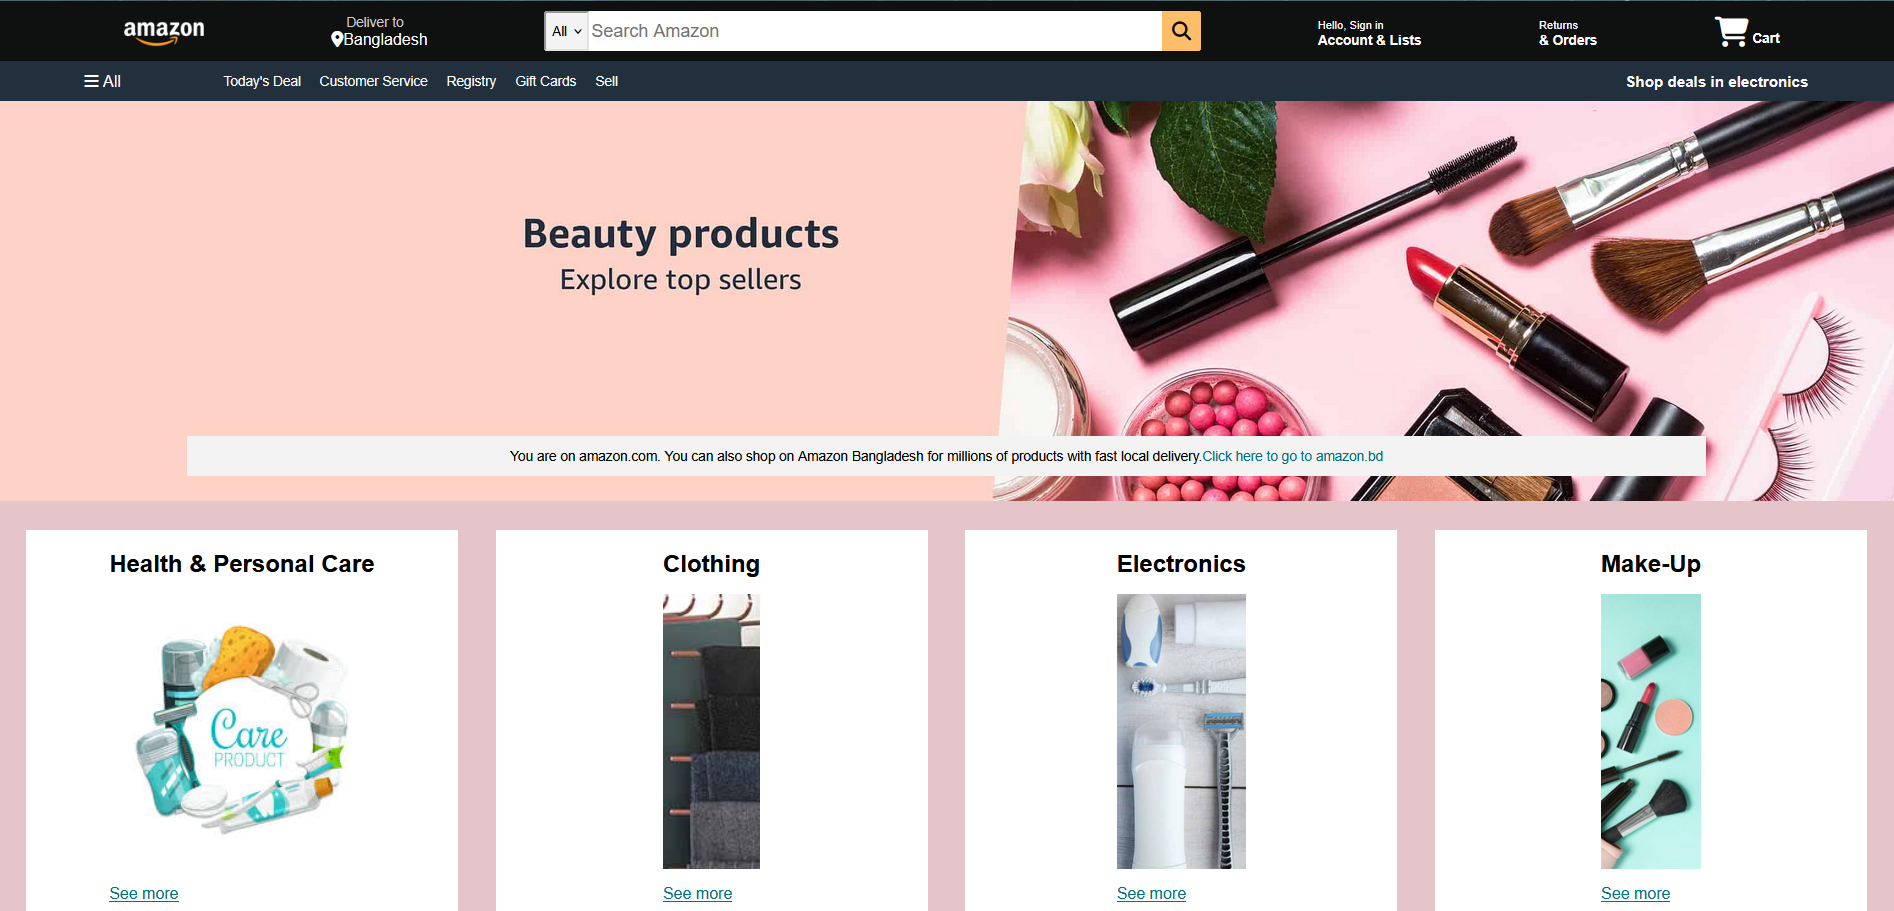 amazon
Deliver to
Bangladesh
All
Search Amazon
Hello, Sign in
Account & Lists
Returns
& Orders
Cart
All
Today's Deal
Customer Service
Registry
Gift Cards
Sell
Shop deals in electronics
Beauty products
Explore top sellers
You are on amazon.com. You can also shop on Amazon Bangladesh for millions of products with fast local delivery.Click here to go to amazon.bd
Health & Personal Care
Clothing
Electronics
Make-Up
Care
PRODUCT
See more
See more
See more
See more